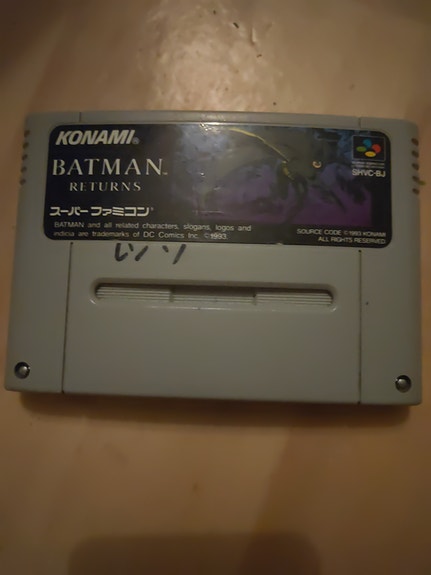 KONAMI®
BATMAN™
RETURNS
スーパーファミコン®
BATMAN and all related characters, slogans, logos and
indicia are trademarks of DC Comics Inc. ©1993.
SHVC-BJ
SOURCE CODE ©1993 KONAMI
ALL RIGHTS RESERVED